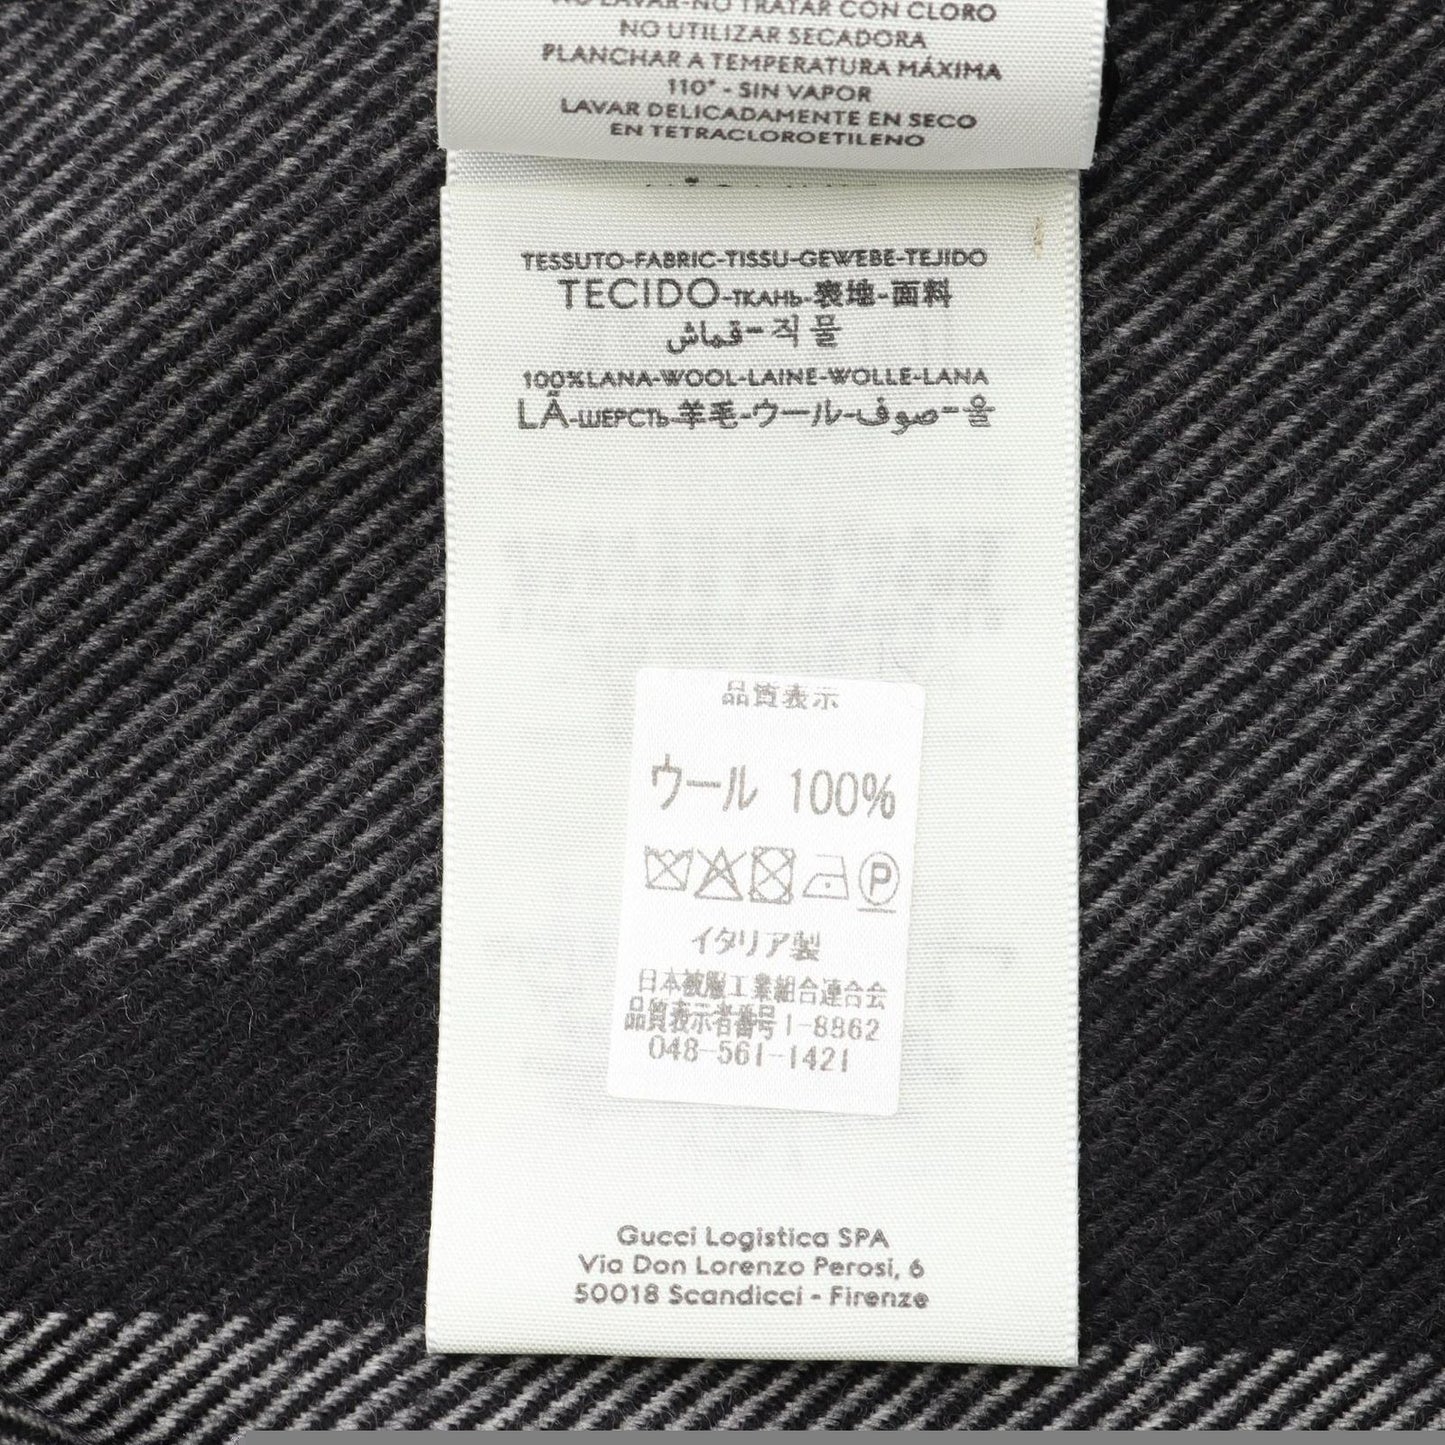 NO LAVAR-NO TRATAR CON CLORO
NO UTILIZAR SECADORA
PLANCHAR A TEMPERATURA MÁXIMA
110° - SIN VAPOR
LAVAR DELICADAMENTE EN SECO
EN TETRACLOROETILENO
TESSUTO-FABRIC-TISSU-GEWEBE-TEJIDO
TECIDO-ТКАНЬ-表地-面料
قماش-직물
100%LANA-WOOL-LAINE-WOLLE-LANA
LÃ-ШЕРСТЬ-羊毛-ウール-صوف-울
品質表示
ウール 100%
P
イタリア製
日本被服工業組合連合会
品質表示者番号1-8862
048-561-1421
Gucci Logistica SPA
Via Don Lorenzo Perosi, 6
50018 Scandicci - Firenze